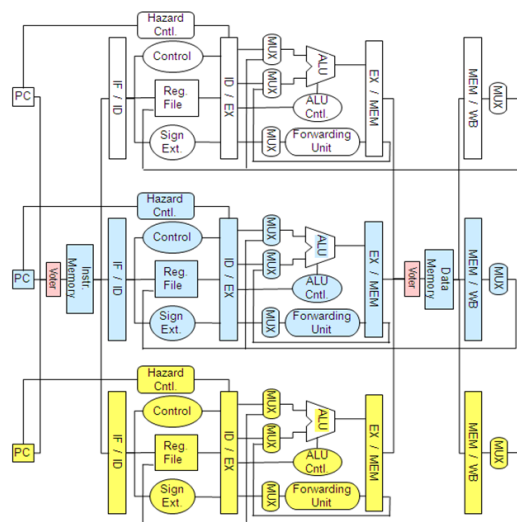 Hazard
Cntl.
PC
IF / ID
Control
Reg.
File
Sign
Ext.
ID / EX
MUX
MUX
MUX
ALU
ALU
Cntl.
Forwarding
Unit
EX / MEM
MEM / WB
MUX
Hazard
Cntl.
PC
Voter
Instr.
Memory
IF / ID
Control
Reg.
File
Sign
Ext.
ID / EX
MUX
MUX
MUX
ALU
ALU
Cntl.
Forwarding
Unit
EX / MEM
Voter
Data
Memory
MEM / WB
MUX
Hazard
Cntl.
PC
IF / ID
Control
Reg.
File
Sign
Ext.
ID / EX
MUX
MUX
MUX
ALU
ALU
Cntl.
Forwarding
Unit
EX / MEM
MEM / WB
MUX